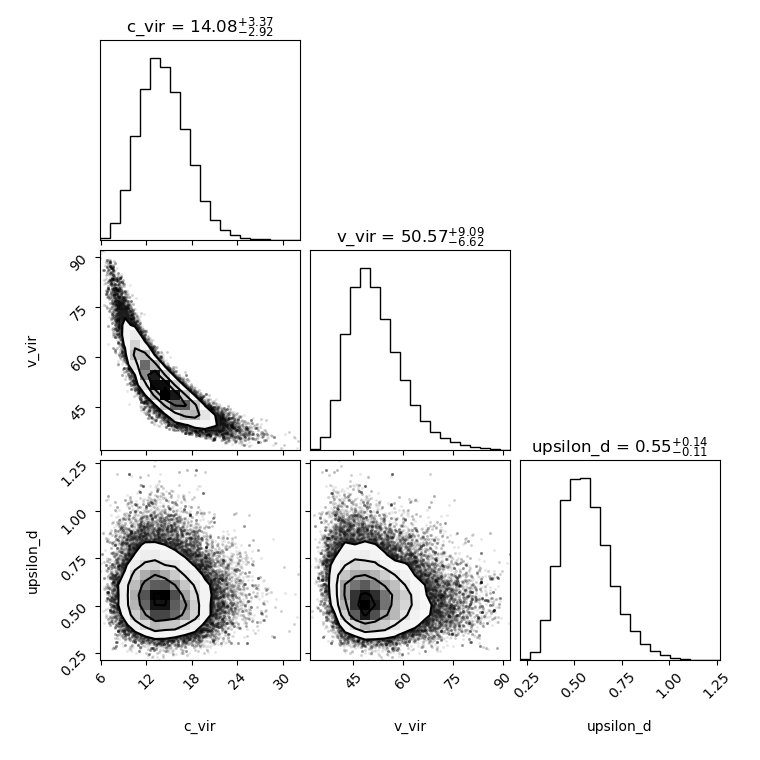 c_vir = 14.08+3.37−2.92
v_vir = 50.57+9.09−6.62
90
75
60
45
v_vir
upsilon_d = 0.55+0.14−0.11
1.25
1.00
0.75
0.50
0.25
upsilon_d
6 12 18 24 30
45 60 75 90
0.25 0.50 0.75 1.00 1.25
c_vir
v_vir
upsilon_d